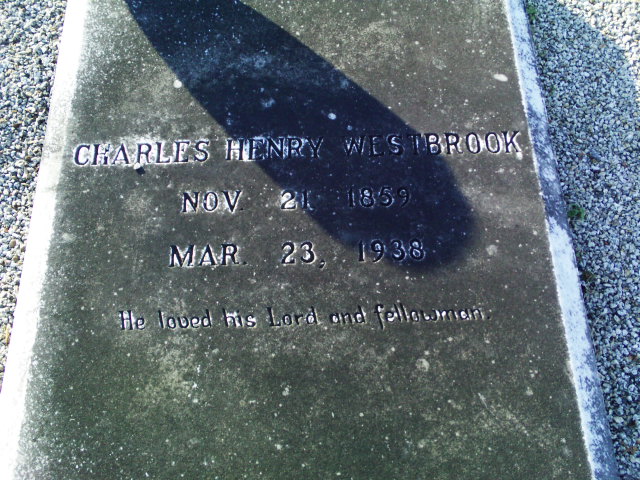 CHARLES HENRY WESTBROOK
NOV. 21 1859
MAR. 23, 1938
He loved his Lord and fellowman.